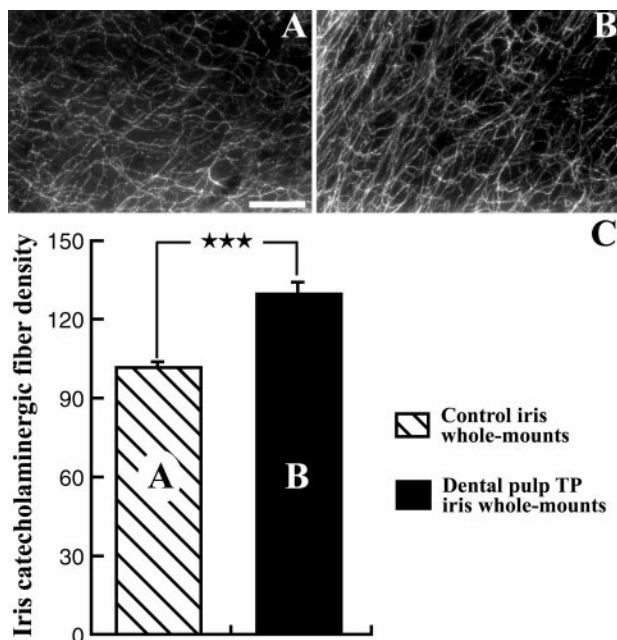 A
B
C
Iris catecholaminergic fiber density
150
120
90
60
30
0
★★★
A
B
Control iris
whole-mounts
Dental pulp TP
iris whole-mounts